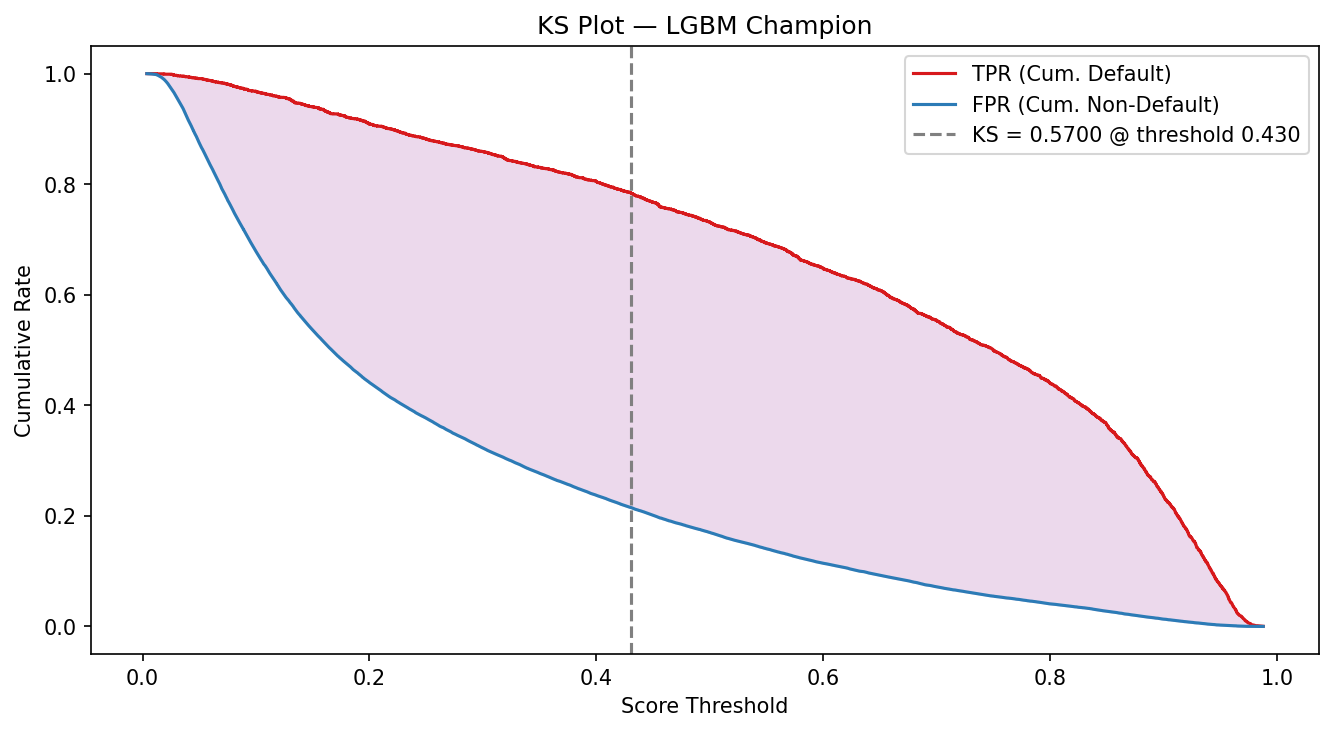 KS Plot — LGBM Champion
TPR (Cum. Default)
FPR (Cum. Non-Default)
KS = 0.5700 @ threshold 0.430
Cumulative Rate
1.0
0.8
0.6
0.4
0.2
0.0
0.0 0.2 0.4 0.6 0.8 1.0
Score Threshold